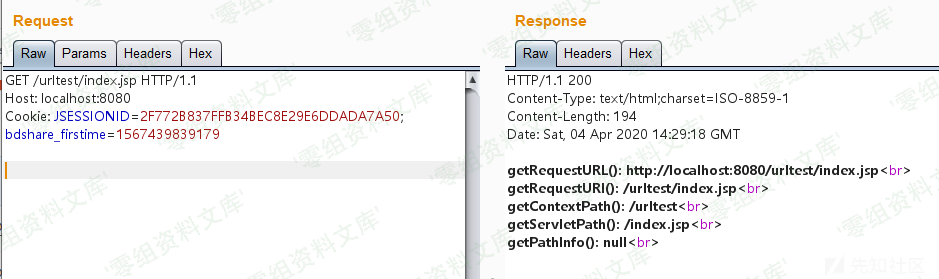 Request
Raw Params Headers Hex
GET /urltest/index.jsp HTTP/1.1
Host: localhost:8080
Cookie: JSESSIONID=2F772B837FFB34BEC8E29E6DDADA7A50;
bdshare_firstime=1567439839179
Response
Raw Headers Hex
HTTP/1.1 200
Content-Type: text/html;charset=ISO-8859-1
Content-Length: 194
Date: Sat, 04 Apr 2020 14:29:18 GMT
getRequestURL(): http://localhost:8080/urltest/index.jsp<br>
getRequestURI(): /urltest/index.jsp<br>
getContextPath(): /urltest<br>
getServletPath(): /index.jsp<br>
getPathInfo(): null<br>
'零组资料文库'
先知社区